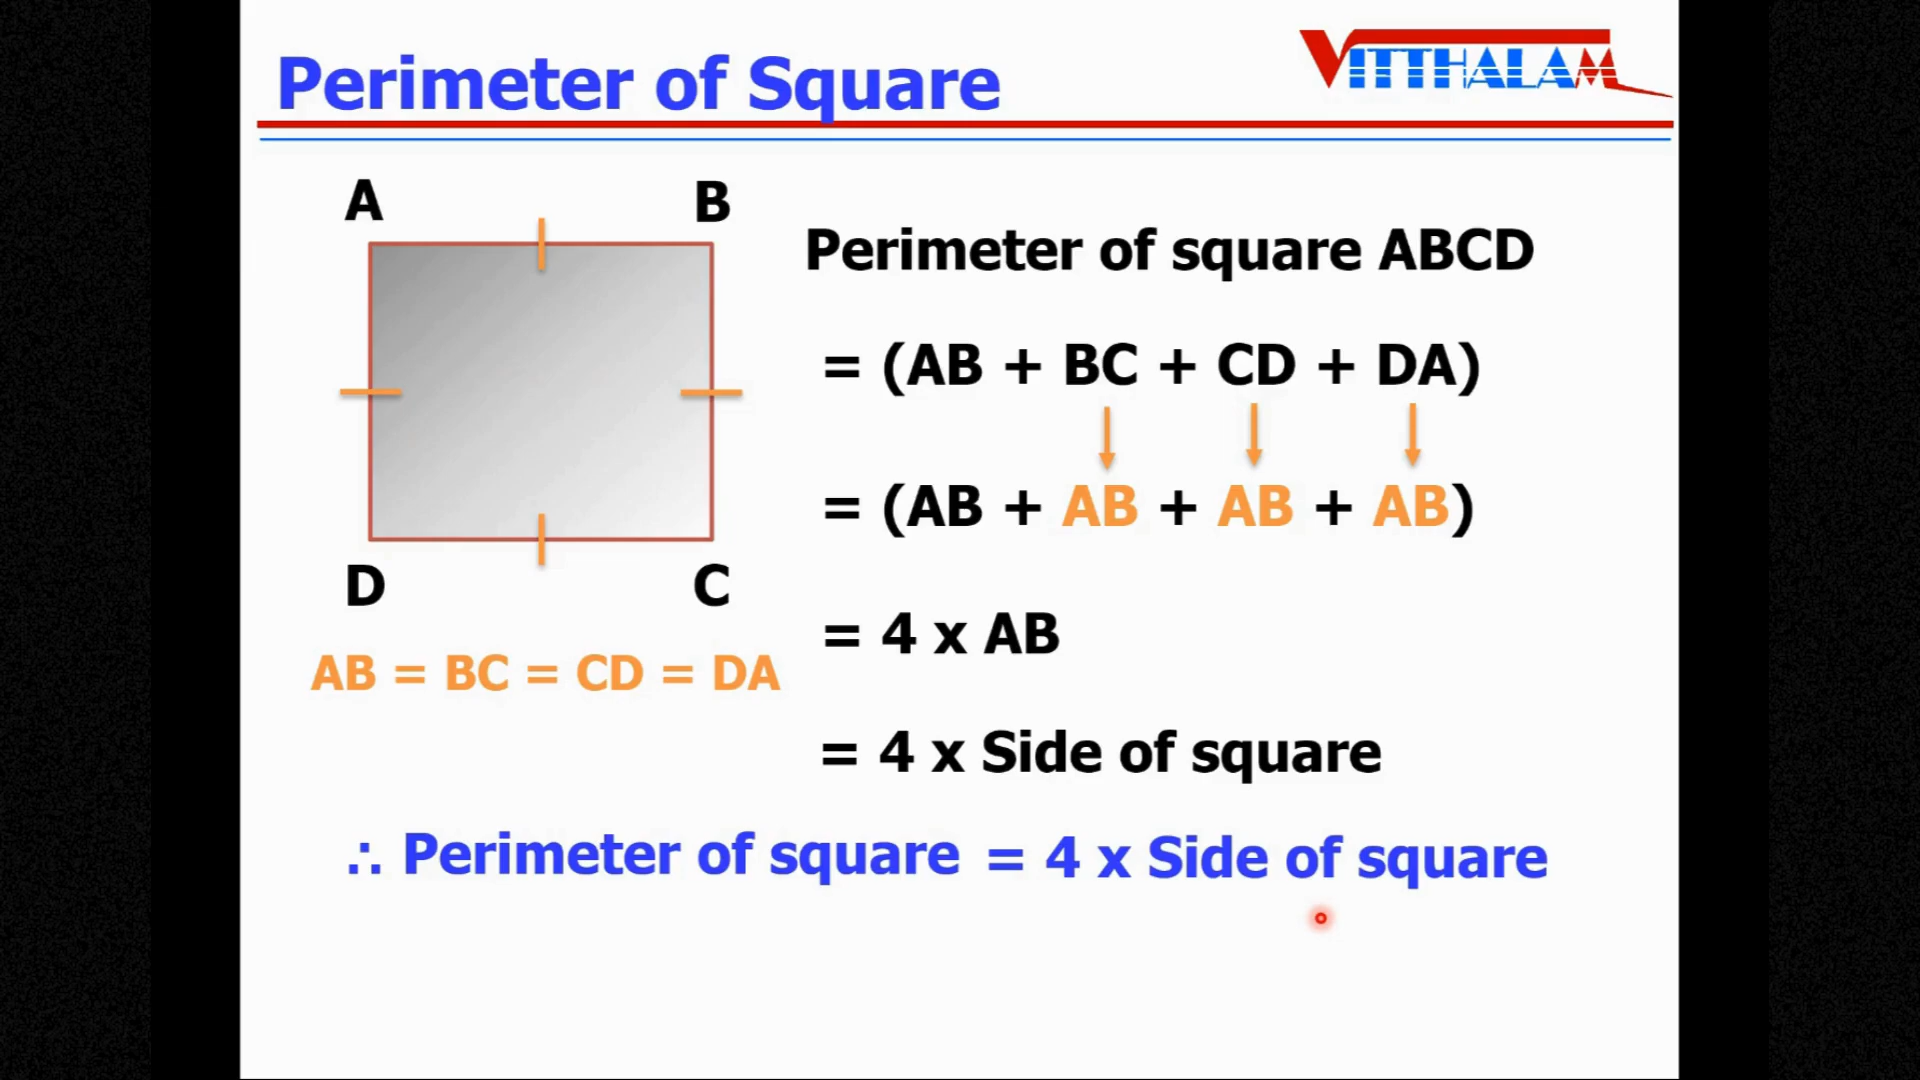 Perimeter of Square
VITTHALAM
A B
D C
AB = BC = CD = DA
Perimeter of square ABCD
= (AB + BC + CD + DA)
= (AB + AB + AB + AB)
= 4 x AB
= 4 x Side of square
∴ Perimeter of square = 4 x Side of square